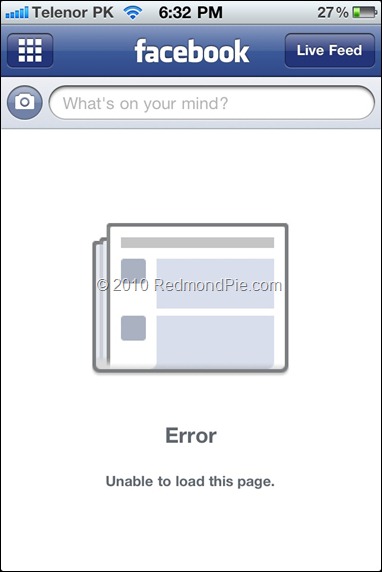 Telenor PK 6:32 PM 27%
facebook Live Feed
What's on your mind?
© 2010 RedmondPie.com
Error
Unable to load this page.